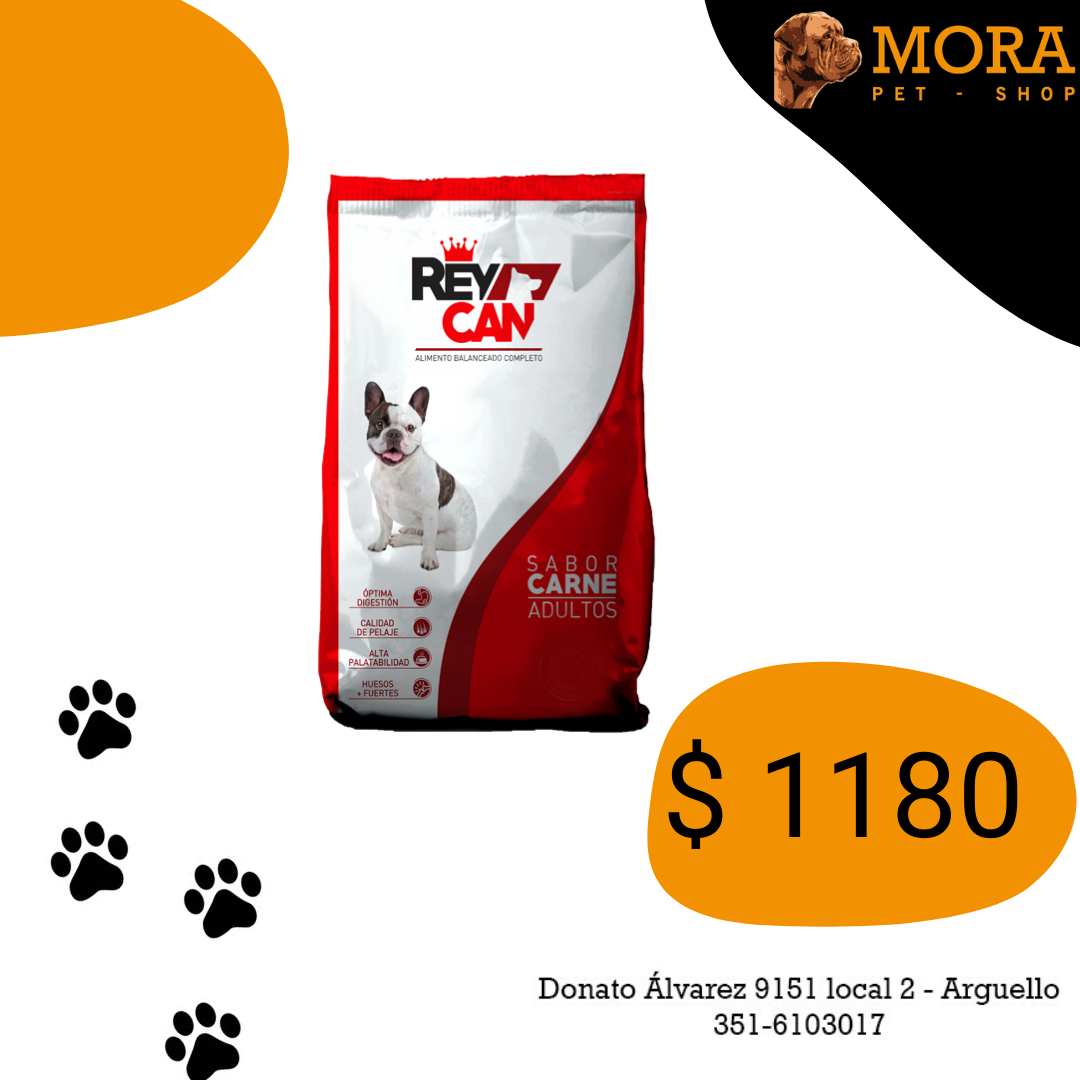 MORA
PET - SHOP
REY
CAN
ALIMENTO BALANCEADO COMPLETO
SABOR
CARNE
ADULTOS
ÓPTIMA
DIGESTIÓN
CALIDAD
DE PELAJE
ALTA
PALATABILIDAD
HUESOS
+ FUERTES
$ 1180
Donato Álvarez 9151 local 2 - Arguello
351-6103017